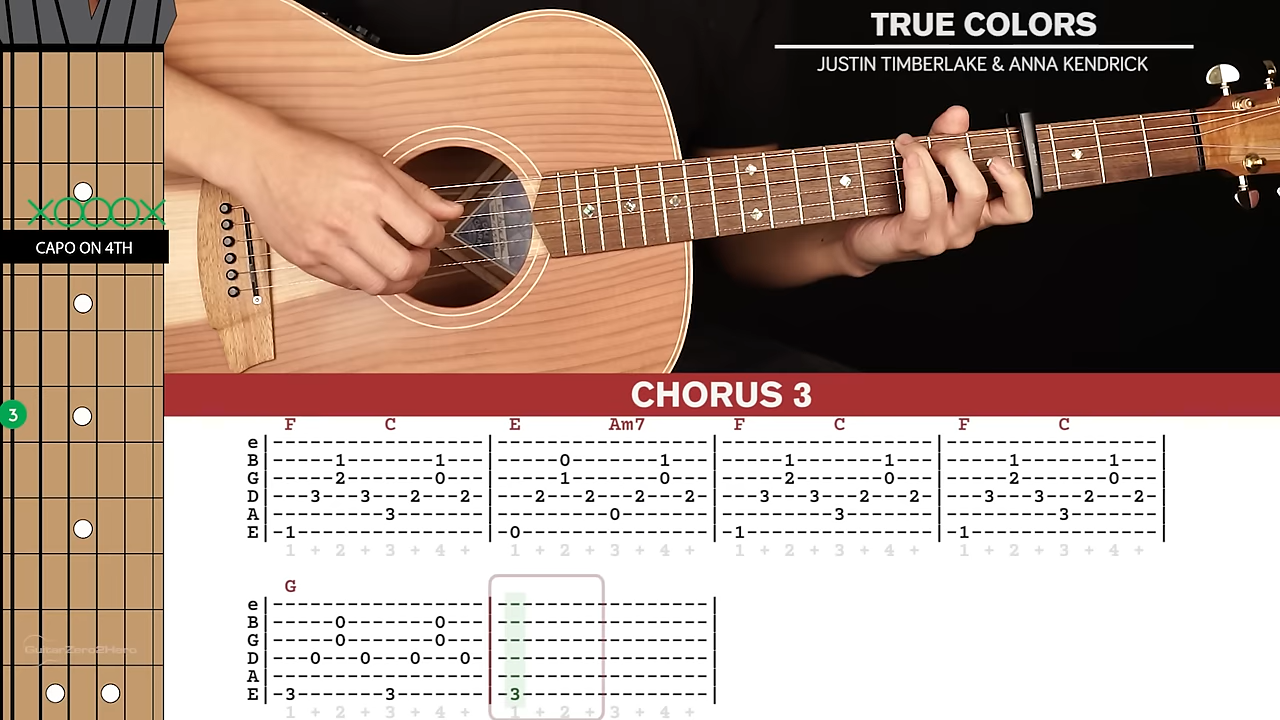 TRUE COLORS
JUSTIN TIMBERLAKE & ANNA KENDRICK
XOOOOX
CAPO ON 4TH
3
GuitarZero2Hero
CHORUS 3
F C E Am7 F C F C
e|-----------------|-----------------|-----------------|-----------------|
B|-----1-------1---|-----0-------1---|-----1-------1---|-----1-------1---|
G|-----2-------0---|-----1-------0---|-----2-------0---|-----2-------0---|
D|---3---3---2---2-|---2---2---2---2-|---3---3---2---2-|---3---3---2---2-|
A|---------3-------|---------0-------|---------3-------|---------3-------|
E|-1---------------|-0---------------|-1---------------|-1---------------|
1 + 2 + 3 + 4 + 1 + 2 + 3 + 4 + 1 + 2 + 3 + 4 + 1 + 2 + 3 + 4 +
G
e|-----------------|-----------------|
B|-----0-------0---|-----------------|
G|-----0-------0---|-----------------|
D|---0---0---0---0-|-----------------|
A|-----------------|-----------------|
E|-3-------3-------|-3---------------|
1 + 2 + 3 + 4 + 1 + 2 + 3 + 4 +